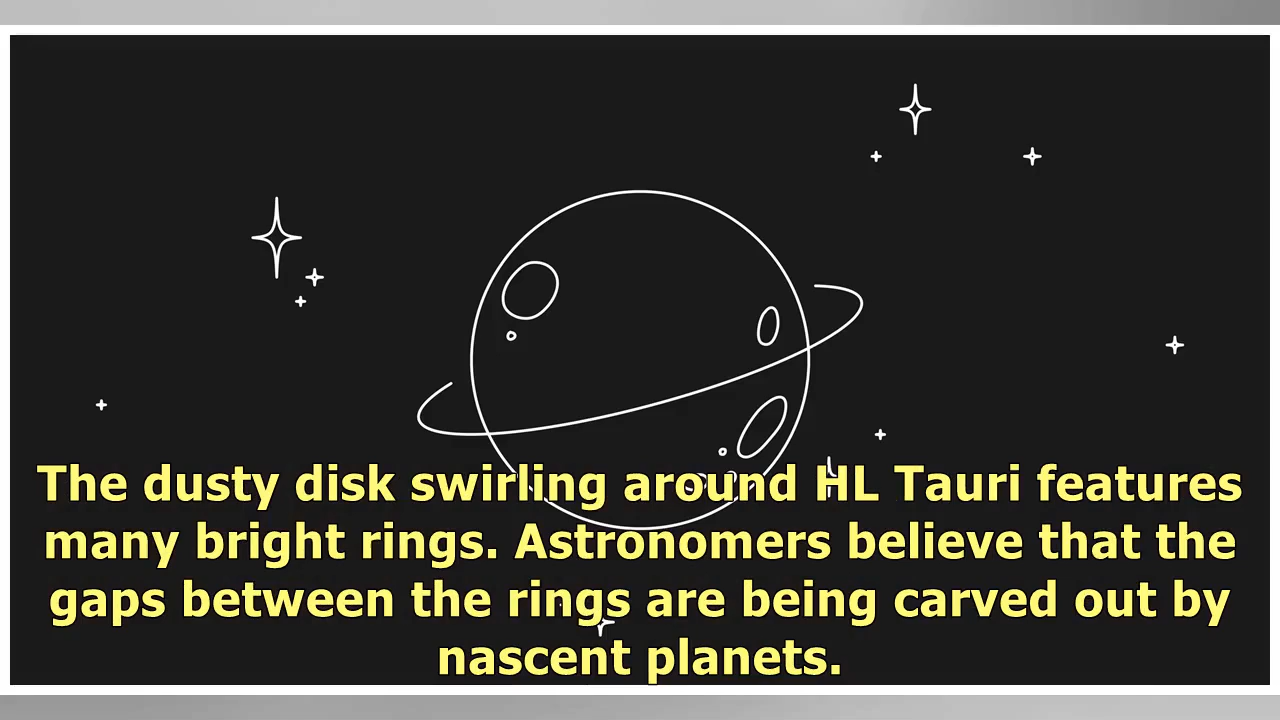 The dusty disk swirling around HL Tauri features
many bright rings. Astronomers believe that the
gaps between the rings are being carved out by
nascent planets.